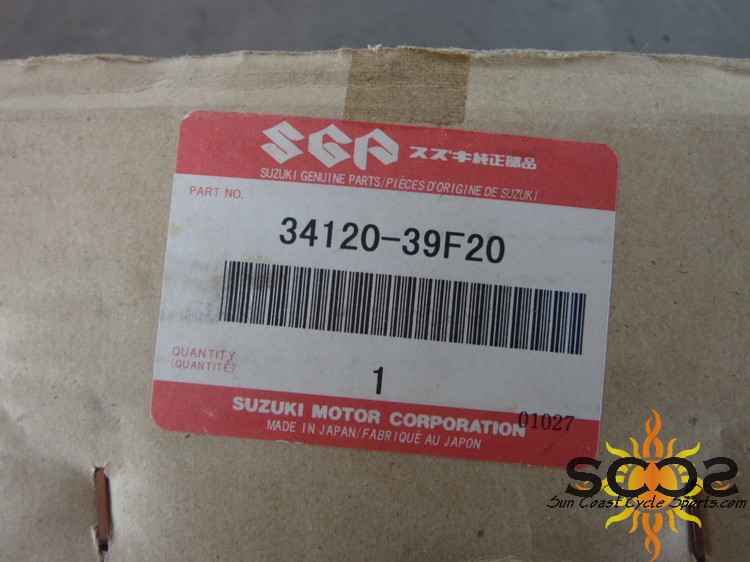 SGP スズキ純正部品
SUZUKI GENUINE PARTS/PIÈCES D'ORIGINE DE SUZUKI
PART NO.
34120-39F20
QUANTITY
(QUANTITÉ)
1
SUZUKI MOTOR CORPORATION
01027
MADE IN JAPAN/FABRIQUÉ AU JAPON
SCCS
Sun Coast Cycle Sports.com